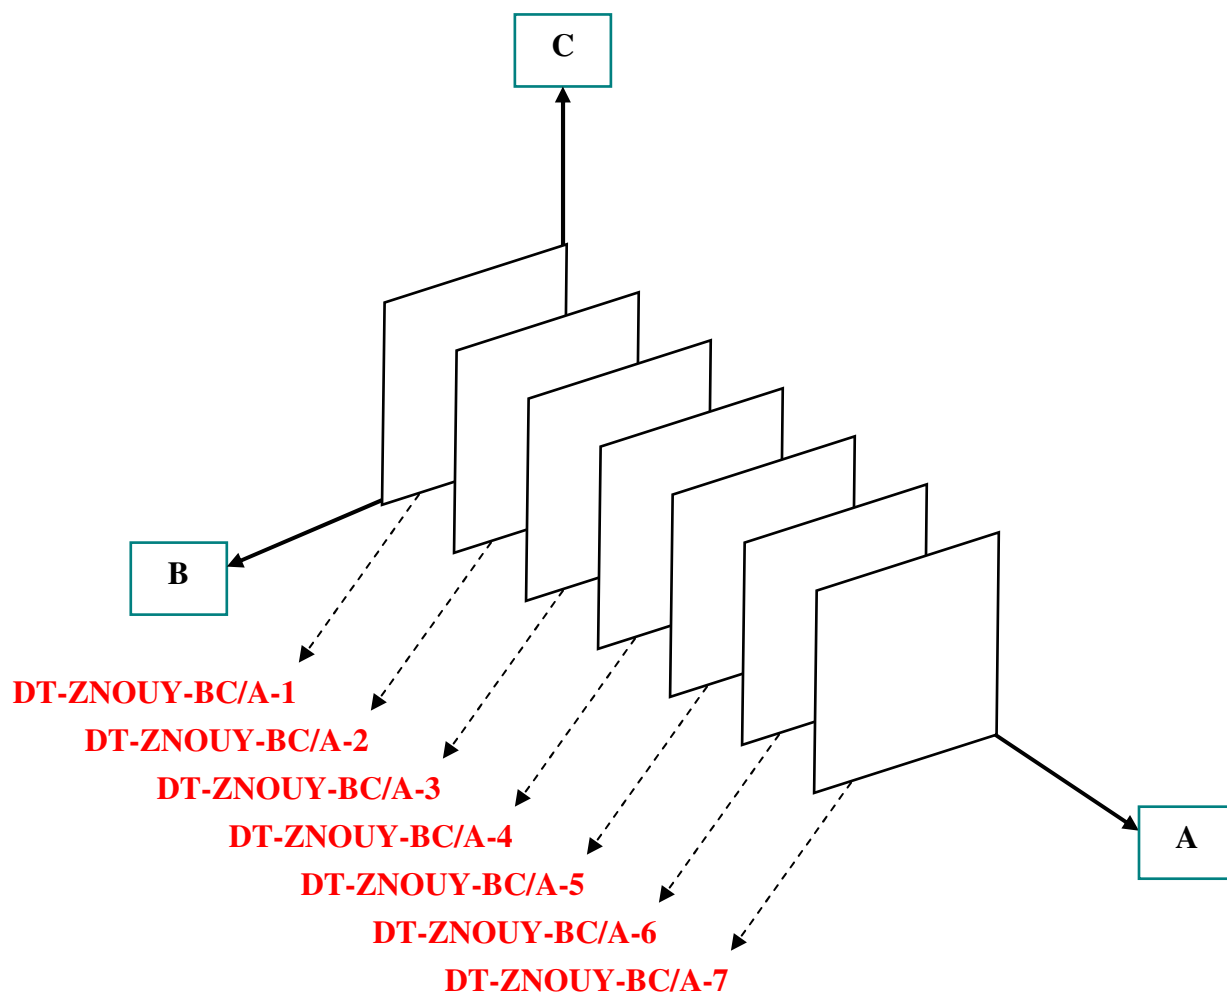 C
B
DT-ZNOUY-BC/A-1
DT-ZNOUY-BC/A-2
DT-ZNOUY-BC/A-3
DT-ZNOUY-BC/A-4
A
DT-ZNOUY-BC/A-5
DT-ZNOUY-BC/A-6
DT-ZNOUY-BC/A-7